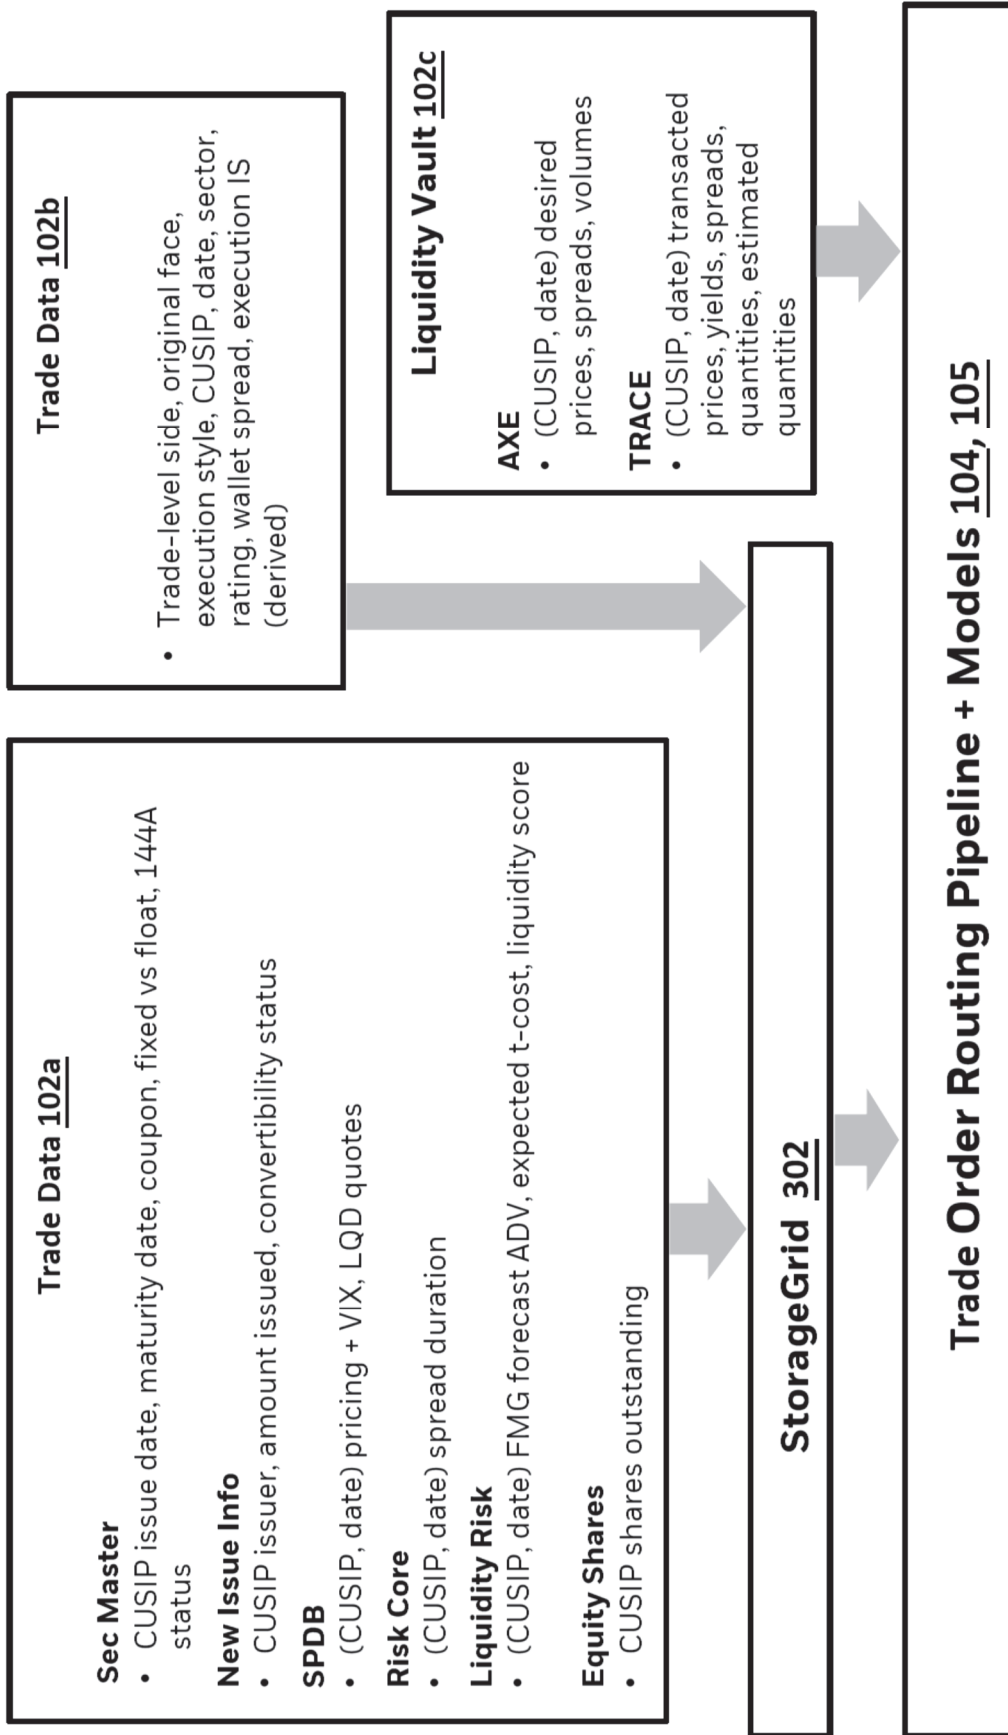 Trade Data 102a
Sec Master
• CUSIP issue date, maturity date, coupon, fixed vs float, 144A
status
New Issue Info
• CUSIP issuer, amount issued, convertibility status
SPDB
• (CUSIP, date) pricing + VIX, LQD quotes
Risk Core
• (CUSIP, date) spread duration
Liquidity Risk
• (CUSIP, date) FMG forecast ADV, expected t-cost, liquidity score
Equity Shares
• CUSIP shares outstanding
Trade Data 102b
• Trade-level side, original face,
execution style, CUSIP, date, sector,
rating, wallet spread, execution IS
(derived)
Liquidity Vault 102c
AXE
• (CUSIP, date) desired
prices, spreads, volumes
TRACE
• (CUSIP, date) transacted
prices, yields, spreads,
quantities, estimated
quantities
StorageGrid 302
Trade Order Routing Pipeline + Models 104, 105